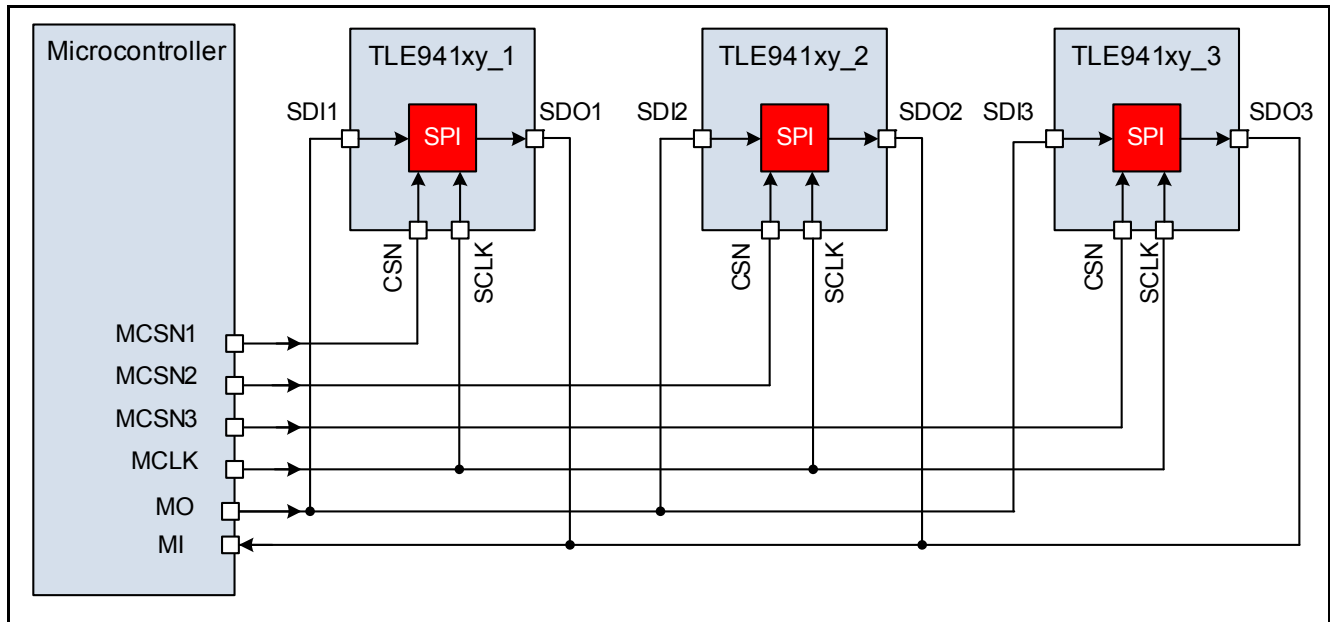 Microcontroller
TLE941xy_1
TLE941xy_2
TLE941xy_3
SDI1
SPI
SDO1
SDI2
SPI
SDO2
SDI3
SPI
SDO3
CSN
SCLK
CSN
SCLK
CSN
SCLK
MCSN1
MCSN2
MCSN3
MCLK
MO
MI